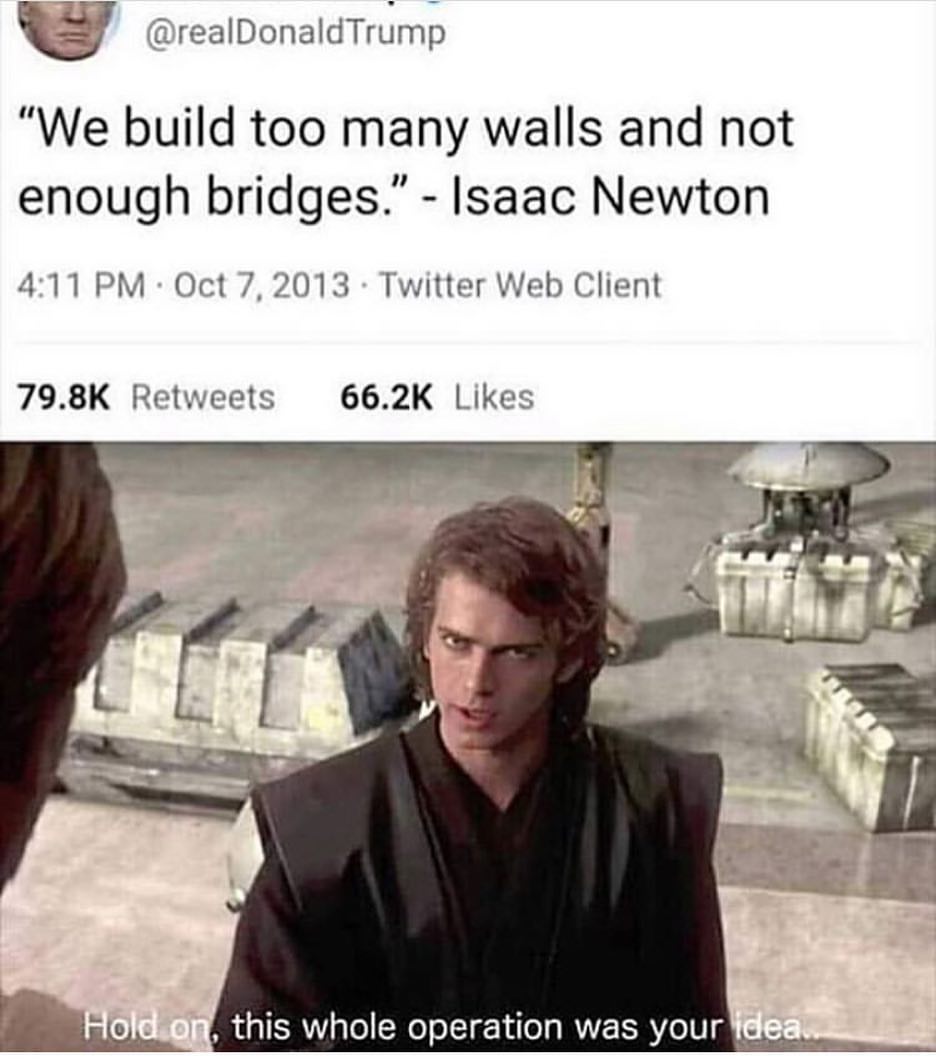 @realDonaldTrump
“We build too many walls and not
enough bridges.” - Isaac Newton
4:11 PM · Oct 7, 2013 · Twitter Web Client
79.8K Retweets 66.2K Likes
Hold on, this whole operation was your idea..